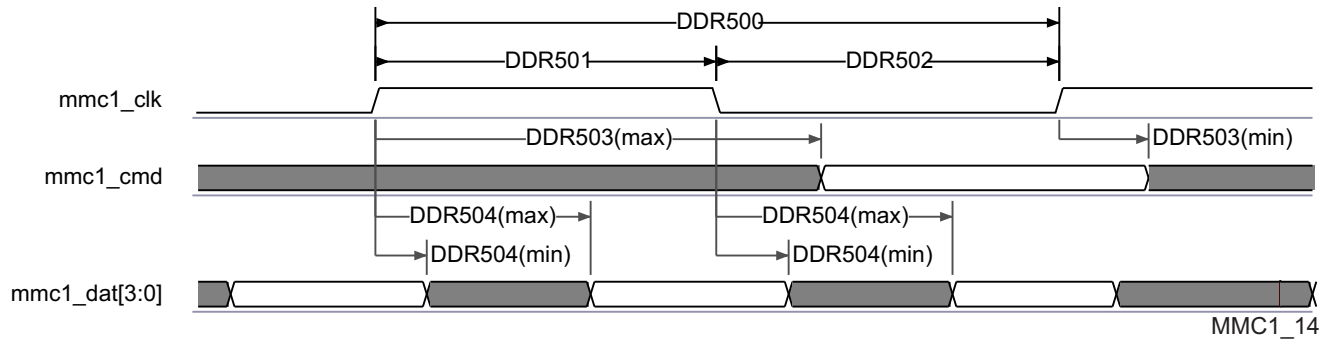 DDR500
DDR501 DDR502
mmc1_clk
DDR503(max) DDR503(min)
mmc1_cmd
DDR504(max) DDR504(max)
DDR504(min) DDR504(min)
mmc1_dat[3:0]
MMC1_14